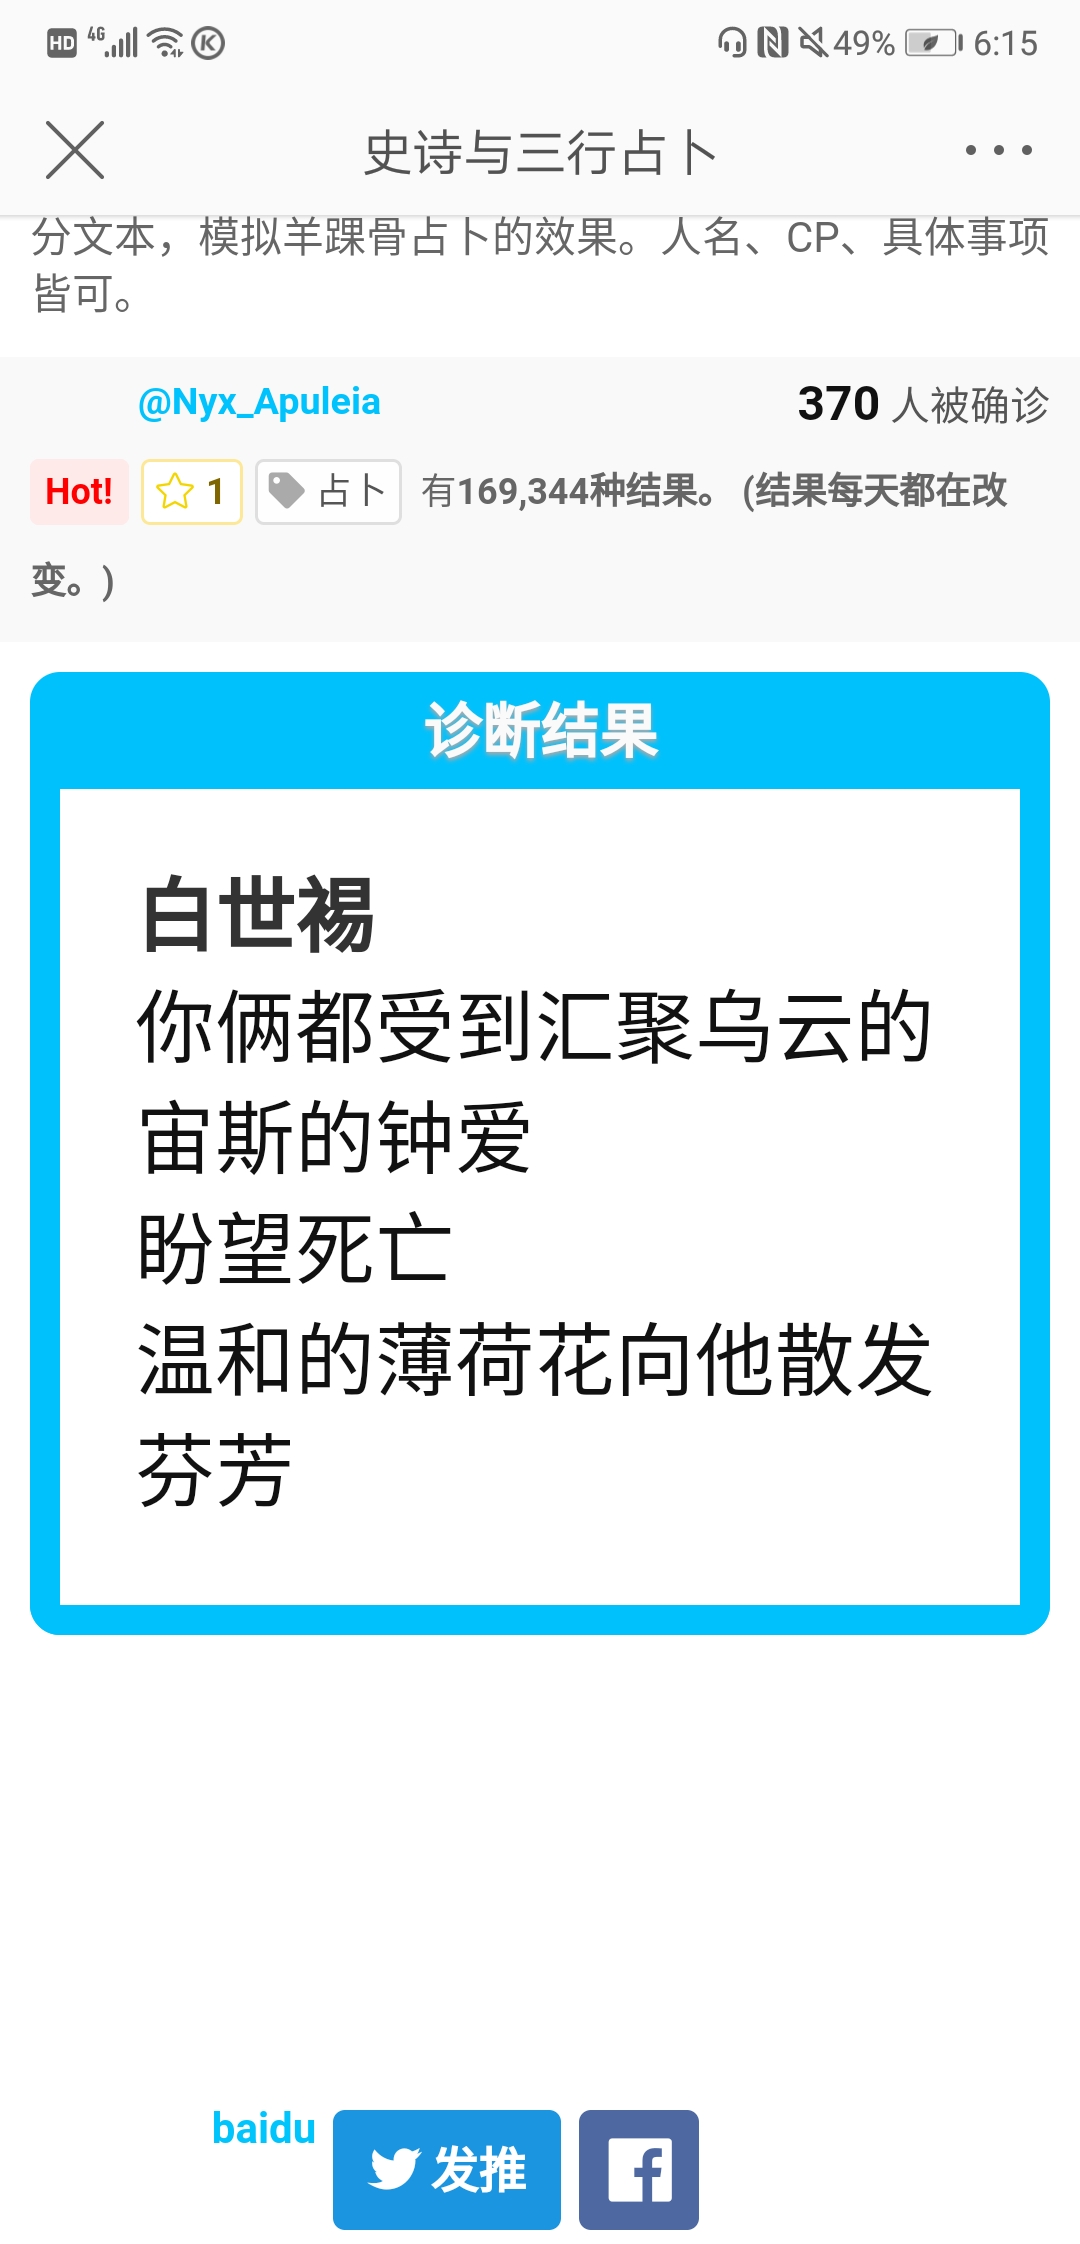 HD 4G 49% 6:15
史诗与三行占卜
分文本，模拟羊踝骨占卜的效果。人名、CP、具体事项
皆可。
@Nyx_Apuleia 370 人被确诊
Hot! 1 占卜 有169,344种结果。 (结果每天都在改
变。)
诊断结果
白世裼
你俩都受到汇聚乌云的
宙斯的钟爱
盼望死亡
温和的薄荷花向他散发
芬芳
baidu 发推